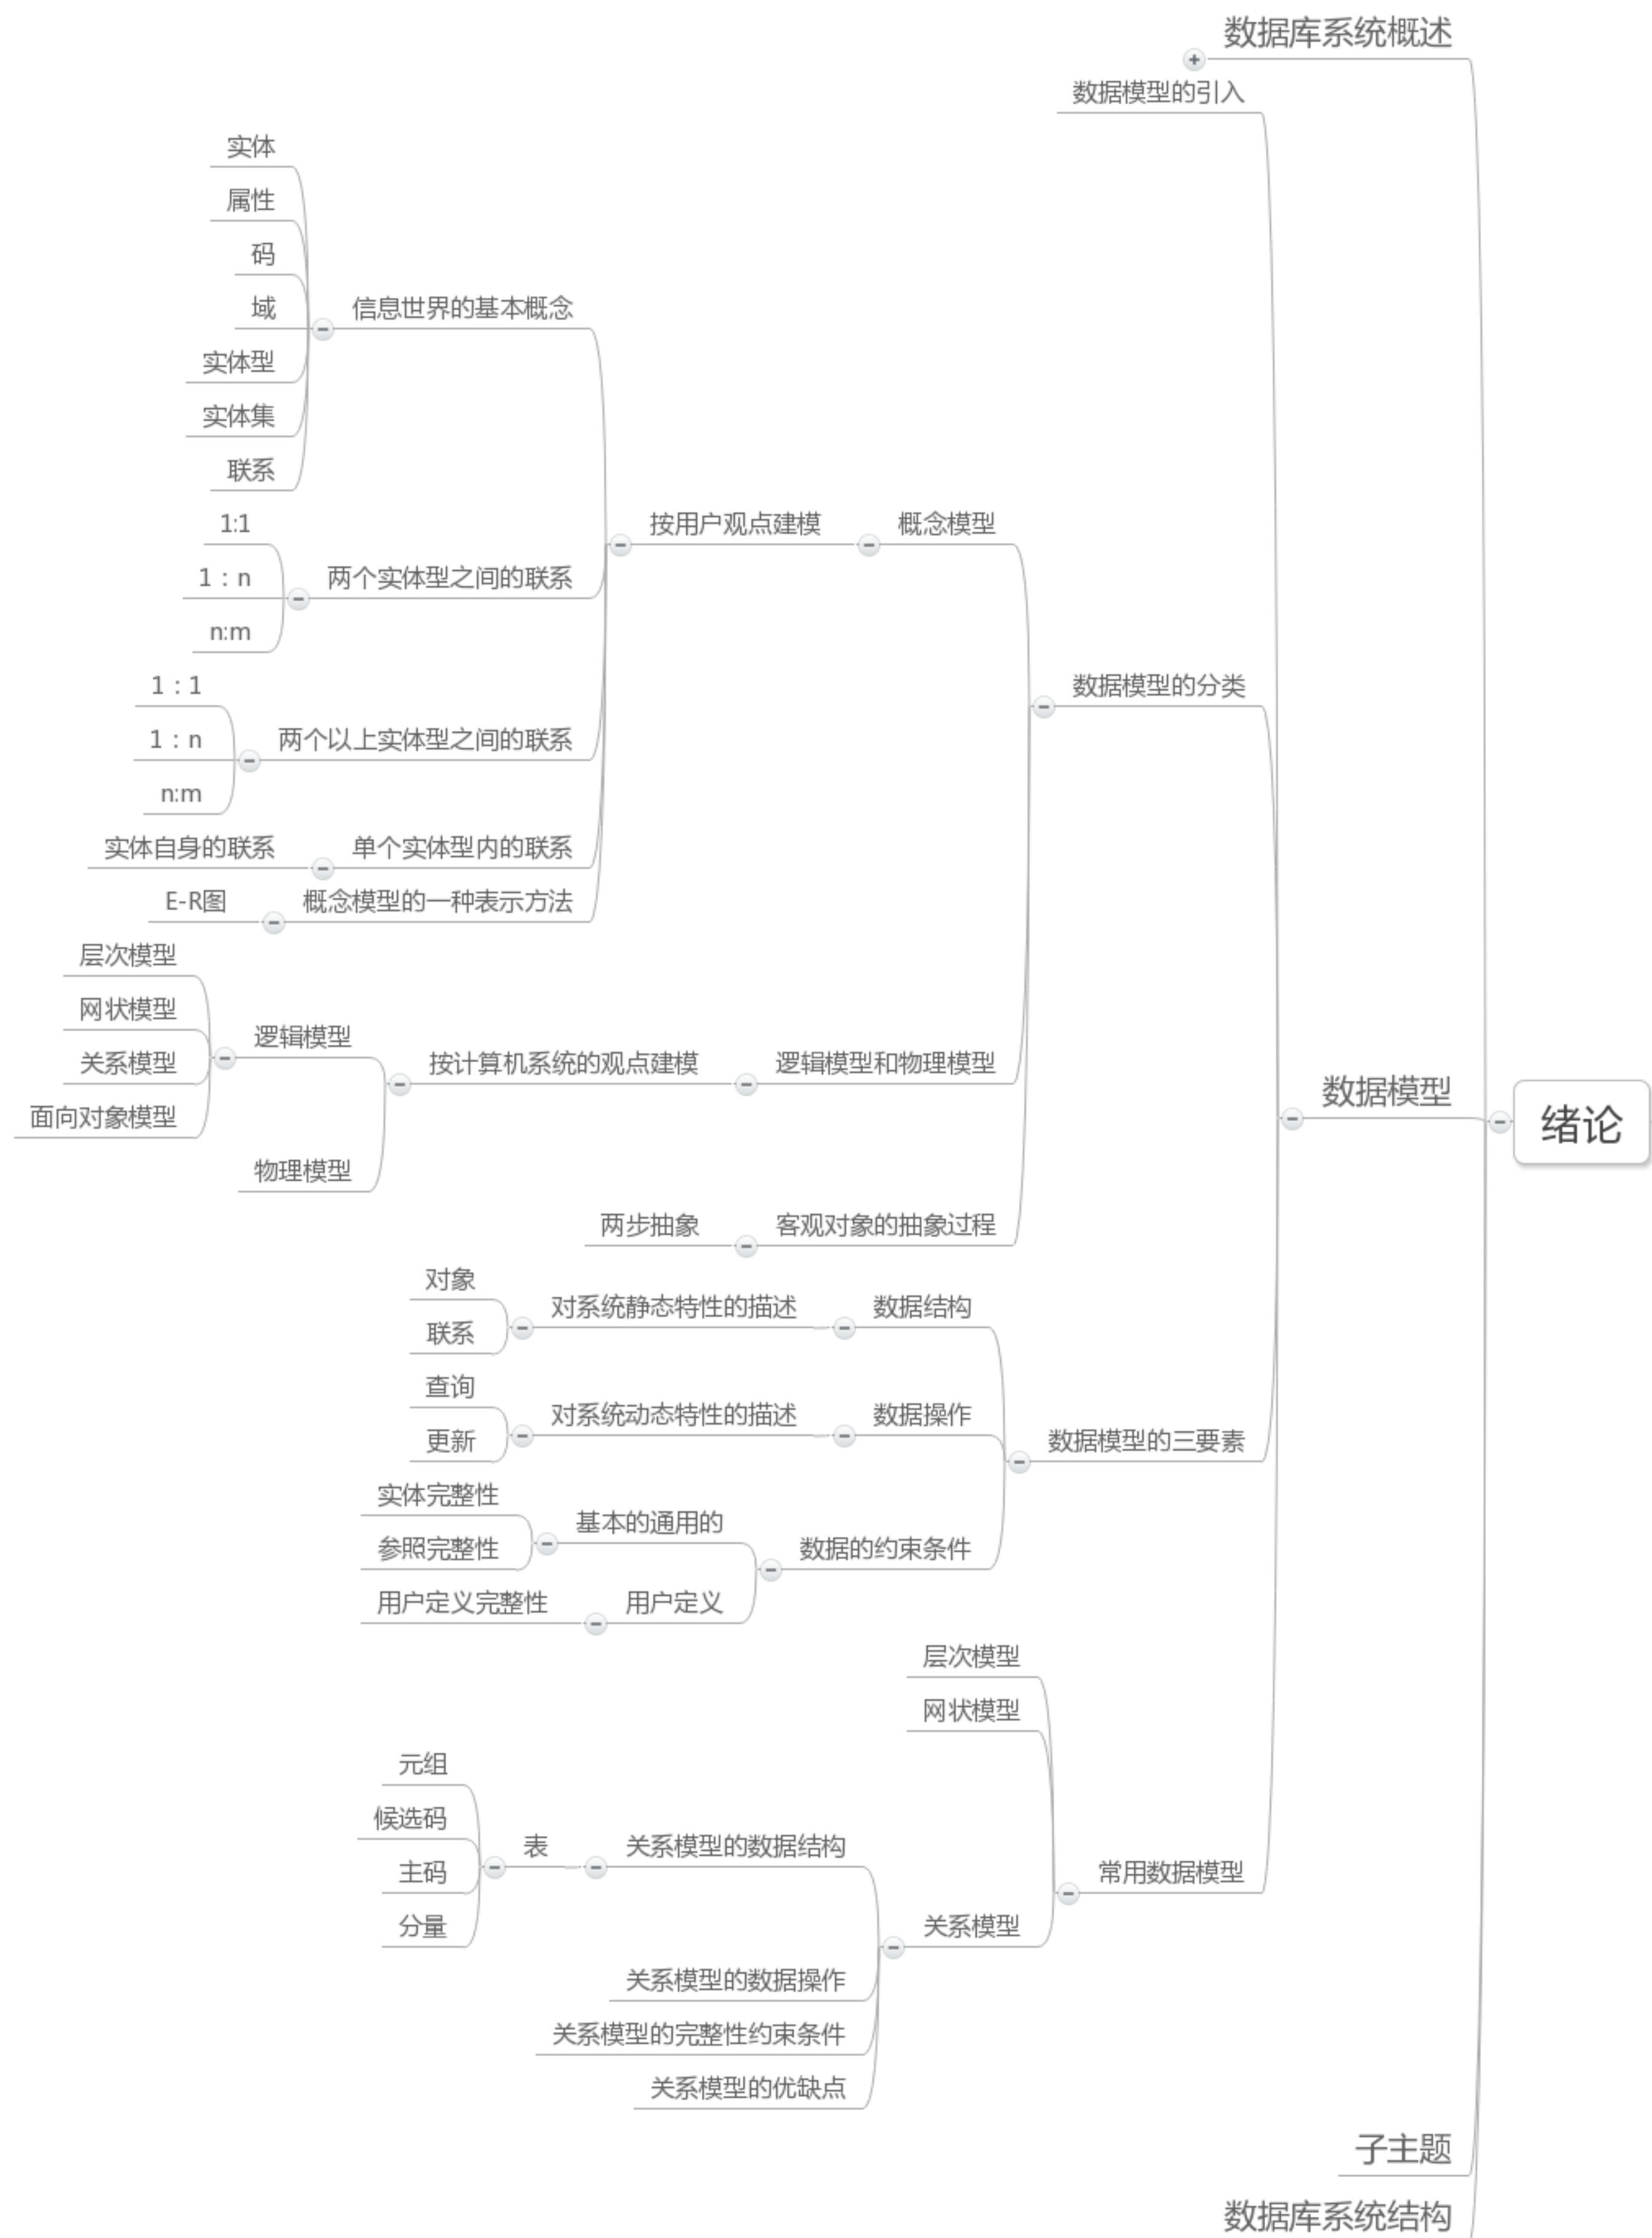 数据库系统概述
数据模型的引入
实体
属性
码
域
信息世界的基本概念
实体型
实体集
联系
1:1
按用户观点建模
概念模型
1：n
两个实体型之间的联系
n:m
1：1
数据模型的分类
1：n
两个以上实体型之间的联系
n:m
实体自身的联系
单个实体型内的联系
E-R图
概念模型的一种表示方法
层次模型
网状模型
逻辑模型
关系模型
按计算机系统的观点建模
逻辑模型和物理模型
数据模型
绪论
面向对象模型
物理模型
两步抽象
客观对象的抽象过程
对象
对系统静态特性的描述
数据结构
联系
查询
对系统动态特性的描述
数据操作
更新
数据模型的三要素
实体完整性
基本的通用的
参照完整性
数据的约束条件
用户定义完整性
用户定义
层次模型
网状模型
元组
候选码
表
关系模型的数据结构
主码
常用数据模型
分量
关系模型
关系模型的数据操作
关系模型的完整性约束条件
关系模型的优缺点
子主题
数据库系统结构